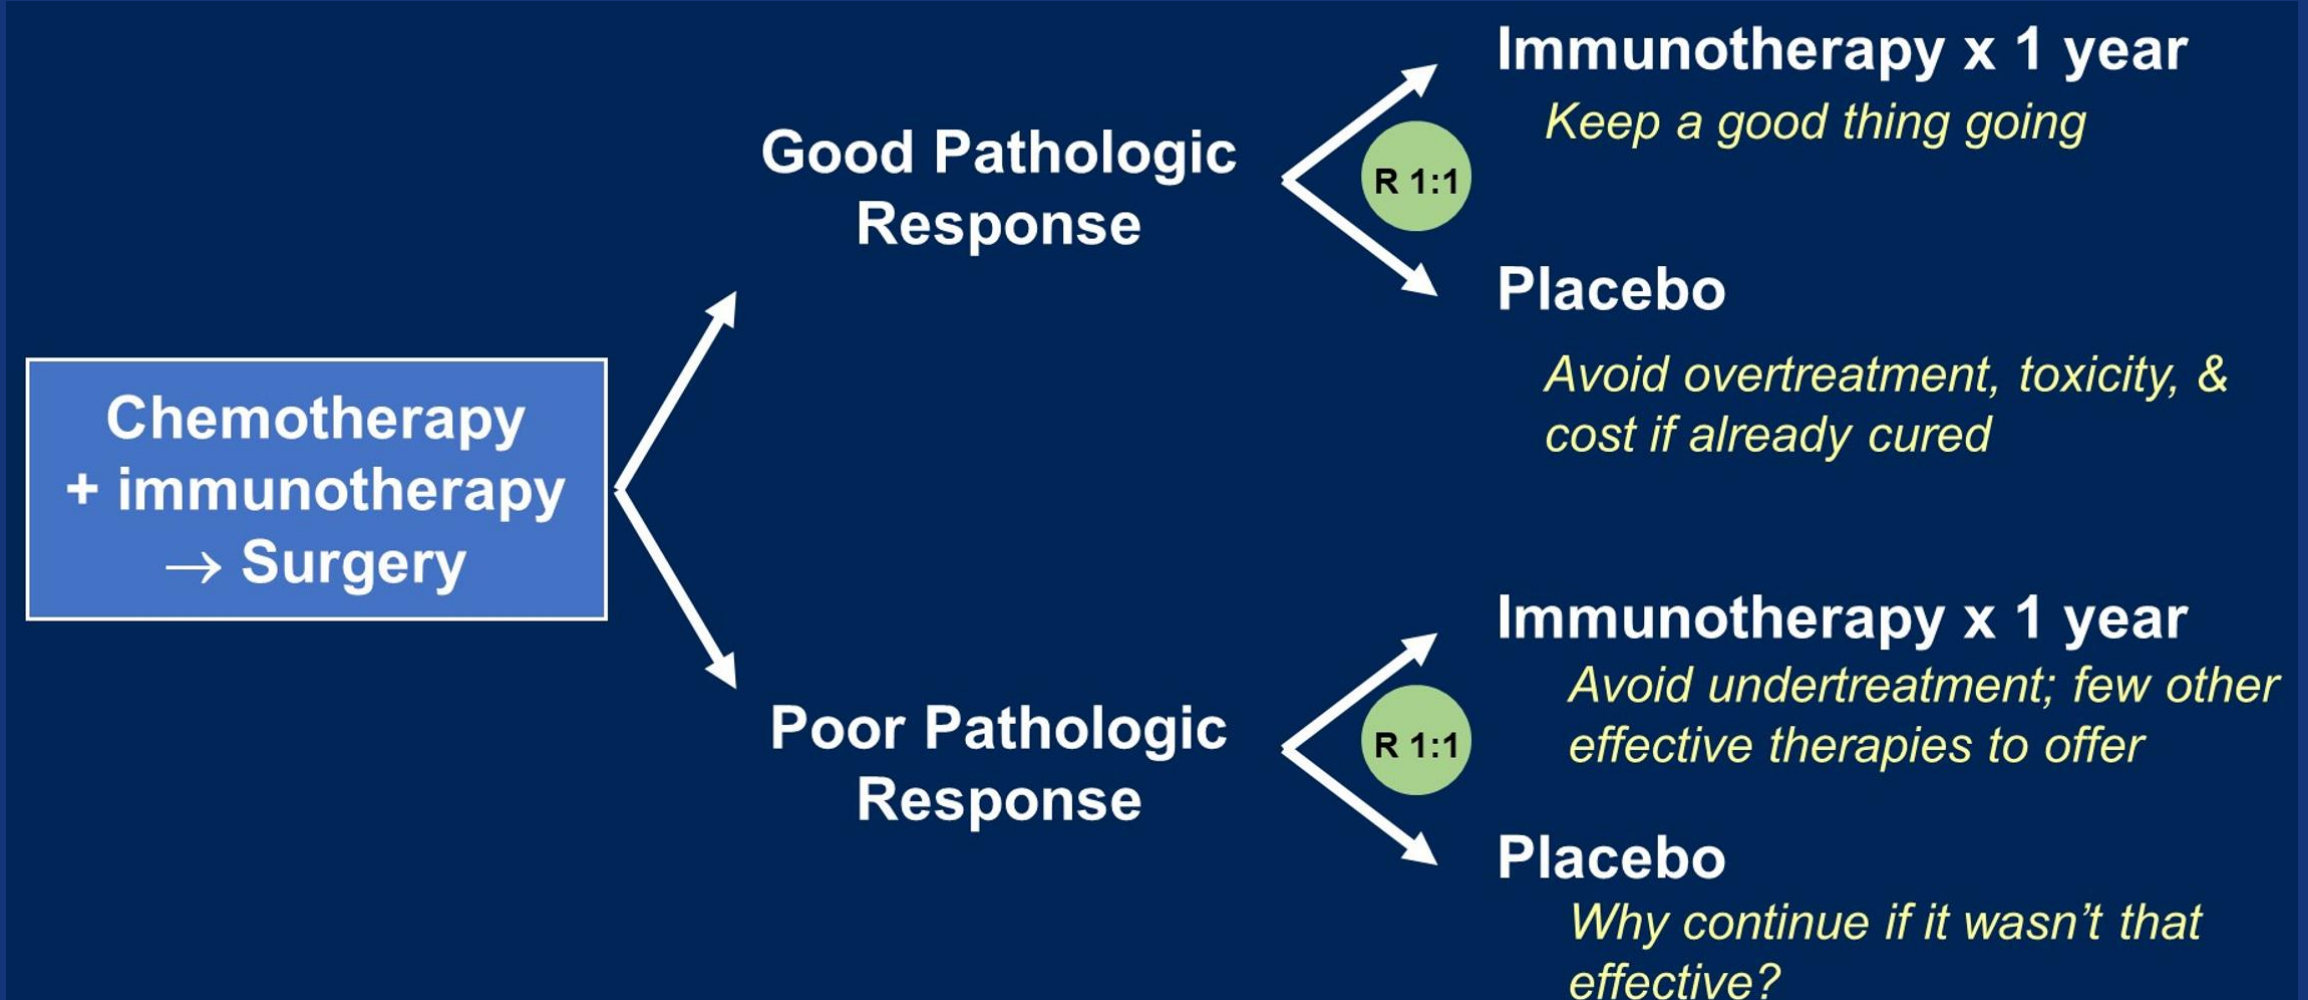 Chemotherapy
+ immunotherapy
→ Surgery
Good Pathologic
Response
R 1:1
Immunotherapy x 1 year
Keep a good thing going
Placebo
Avoid overtreatment, toxicity, &
cost if already cured
Poor Pathologic
Response
R 1:1
Immunotherapy x 1 year
Avoid undertreatment; few other
effective therapies to offer
Placebo
Why continue if it wasn’t that
effective?